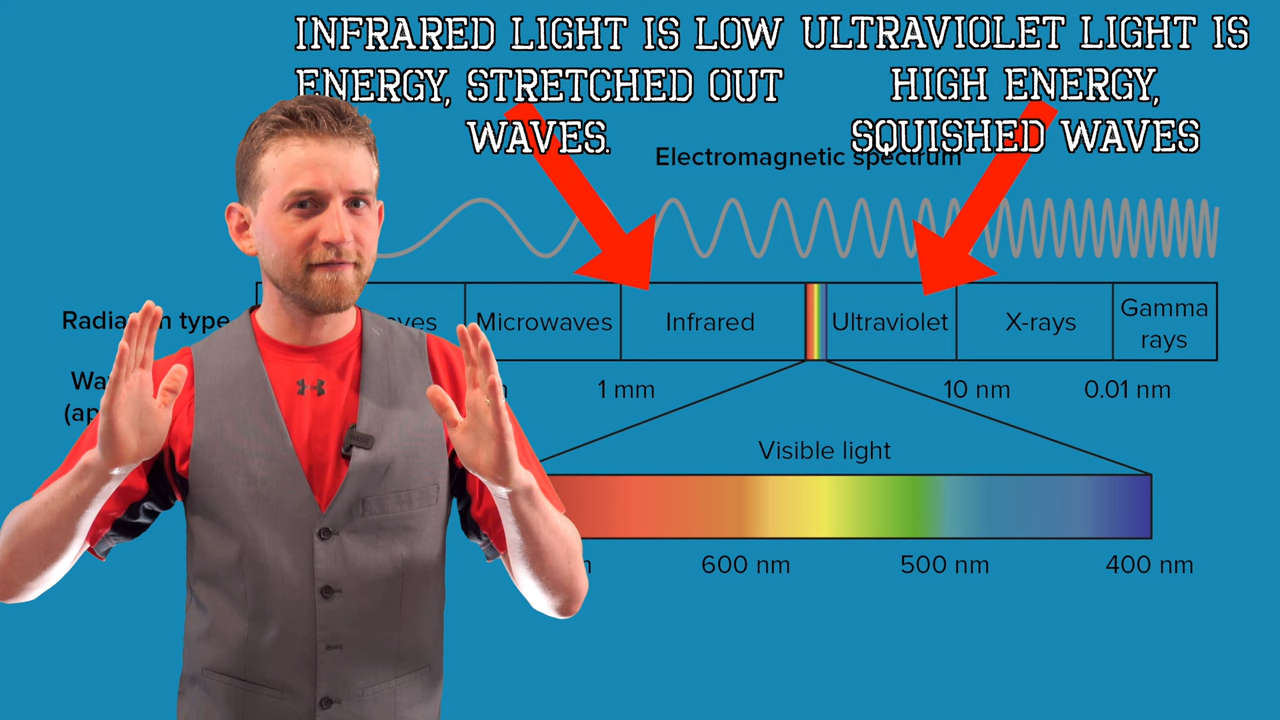 INFRARED LIGHT IS LOW
ENERGY, STRETCHED OUT
WAVES.
ULTRAVIOLET LIGHT IS
HIGH ENERGY,
SQUISHED WAVES
Electromagnetic spectrum
type
Microwaves
Infrared
Ultraviolet
X-rays
Gamma
rays
1 mm
10 nm
0.01 nm
Visible light
600 nm
500 nm
400 nm